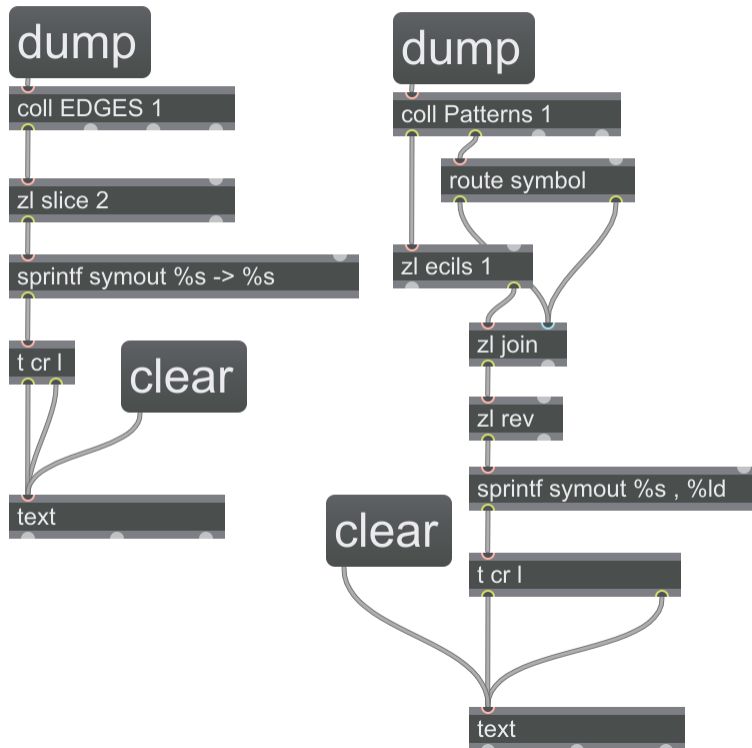 dump
coll EDGES 1
zl slice 2
sprintf symout %s -> %s
t cr l
clear
text
dump
coll Patterns 1
route symbol
zl ecils 1
zl join
zl rev
sprintf symout %s , %ld
clear
t cr l
text